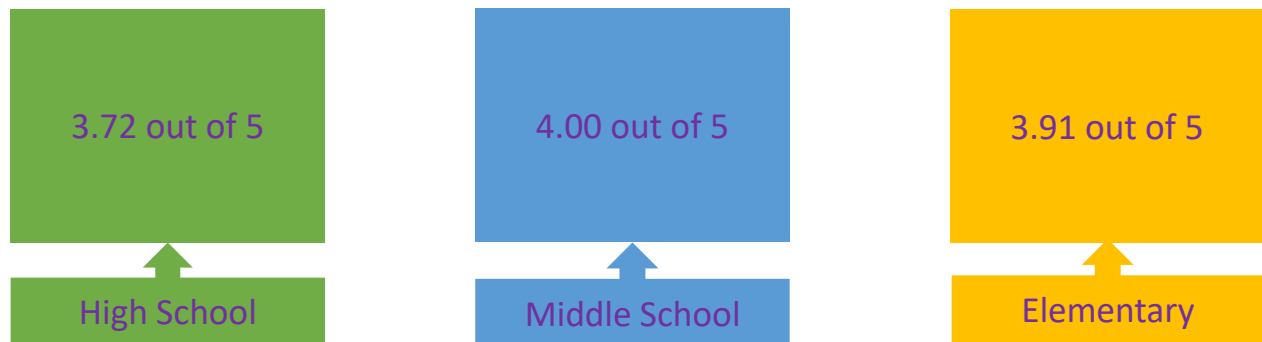 3.72 out of 5
4.00 out of 5
3.91 out of 5
High School
Middle School
Elementary